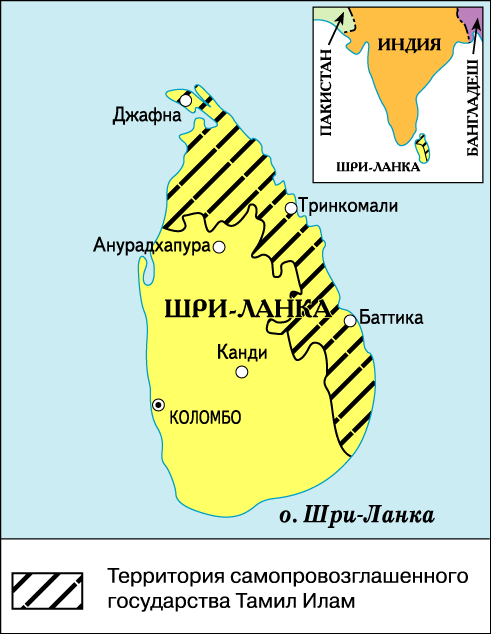 ПАКИСТАН
ИНДИЯ
БАНГЛАДЕШ
ШРИ-ЛАНКА
Джафна
Тринкомали
Анурадхапура
ШРИ-ЛАНКА
Баттика
Канди
КОЛОМБО
о. Шри-Ланка
Территория самопровозглашенного
государства Тамил Илам